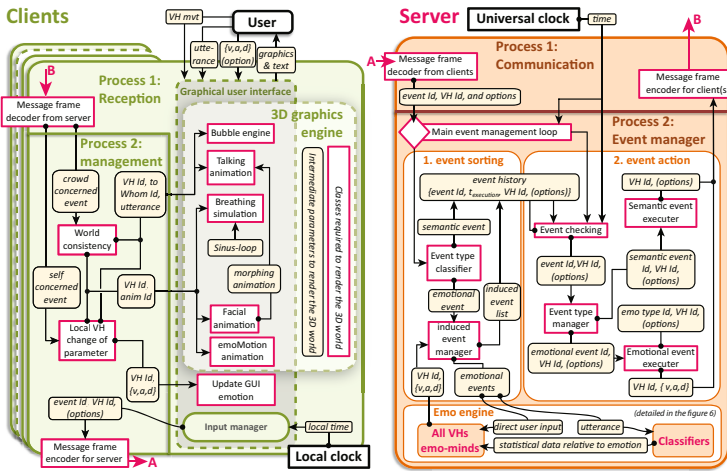 Clients
VH mvt
User
utte-
rance
{v,a,d}
(option)
graphics
& text
B
Process 1:
Reception
Graphical user interface
3D graphics
engine
Message frame
decoder from server
Process 2:
management
Bubble engine
Talking
animation
Breathing
simulation
Sinus-loop
morphing
animation
Facial
animation
emoMotion
animation
Intermediate parameters
to render the 3D world
Classes required to render the 3D world
crowd
concerned
event
VH Id, to
Whom Id,
utterance
World
consistency
self
concerned
event
VH Id
anim Id
Local VH
change of
parameter
VH Id,
{v,a,d}
Update GUI
emotion
event Id VH Id,
(options)
Input manager
local time
Local clock
Message frame
encoder for server
A
Server
Universal clock
time
B
A
Message frame
decoder from clients
Process 1:
Communication
Message frame
encoder for client(s)
event Id, VH Id, and options
Main event management loop
Process 2:
Event manager
1. event sorting
2. event action
event history
{event Id, texecution, VH Id, (options)}
VH Id, (options)
semantic event
Event checking
Semantic event
executer
Event type
classifier
event Id,VH Id,
(options)
semantic event
Id, VH Id,
(options)
emotional
event
induced
event
list
Event type
manager
emo type Id, VH Id,
(options)
induced
event
manager
emotional event Id,
VH Id, (options)
Emotional event
executer
VH Id,
{v,a,d}
emotional
events
VH Id, { v,a,d}
Emo engine
(detailed in the figure 6)
All VHs
emo-minds
direct user input
utterance
statistical data relative to emotion
Classifiers